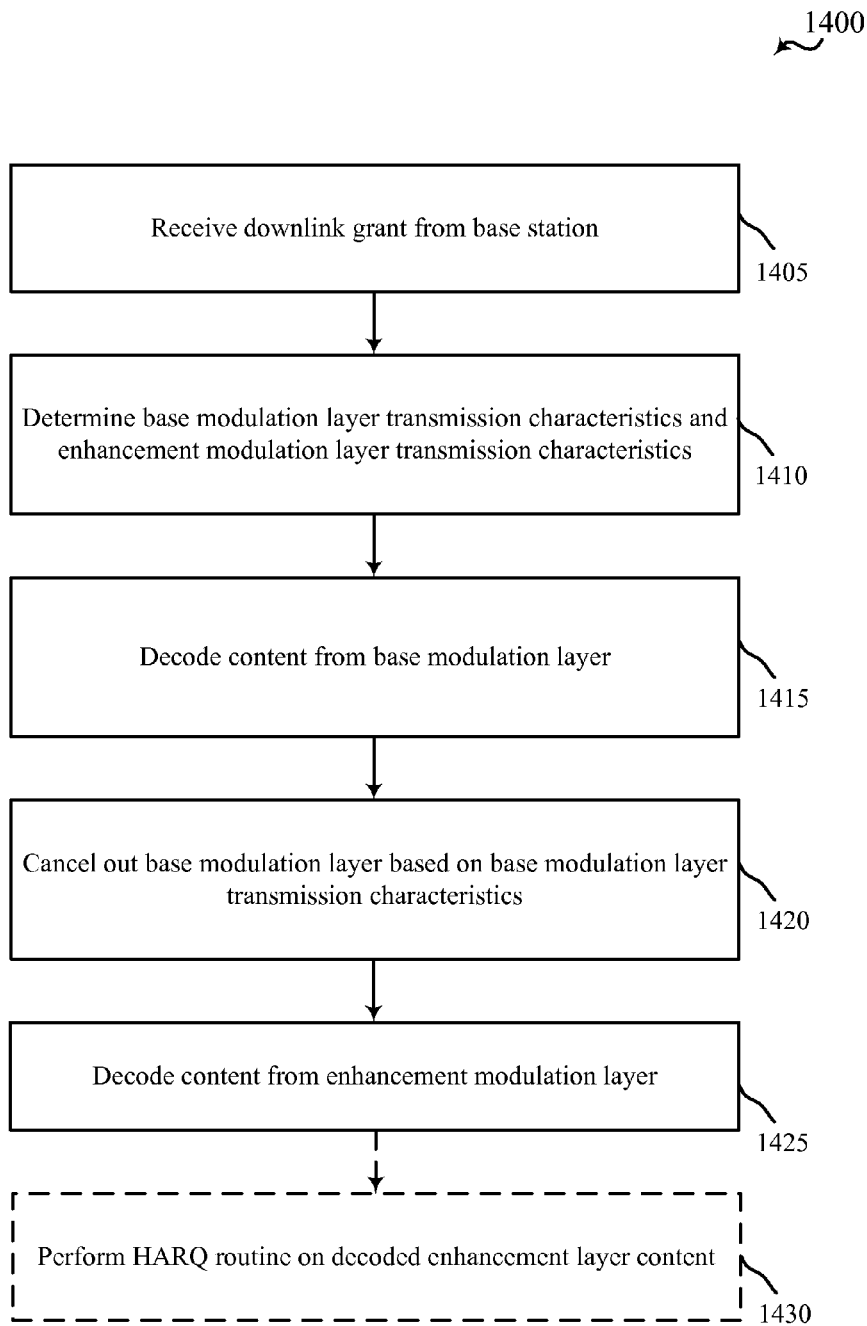 1400
Receive downlink grant from base station
1405
Determine base modulation layer transmission characteristics and
enhancement modulation layer transmission characteristics
1410
Decode content from base modulation layer
1415
Cancel out base modulation layer based on base modulation layer
transmission characteristics
1420
Decode content from enhancement modulation layer
1425
Perform HARQ routine on decoded enhancement layer content
1430